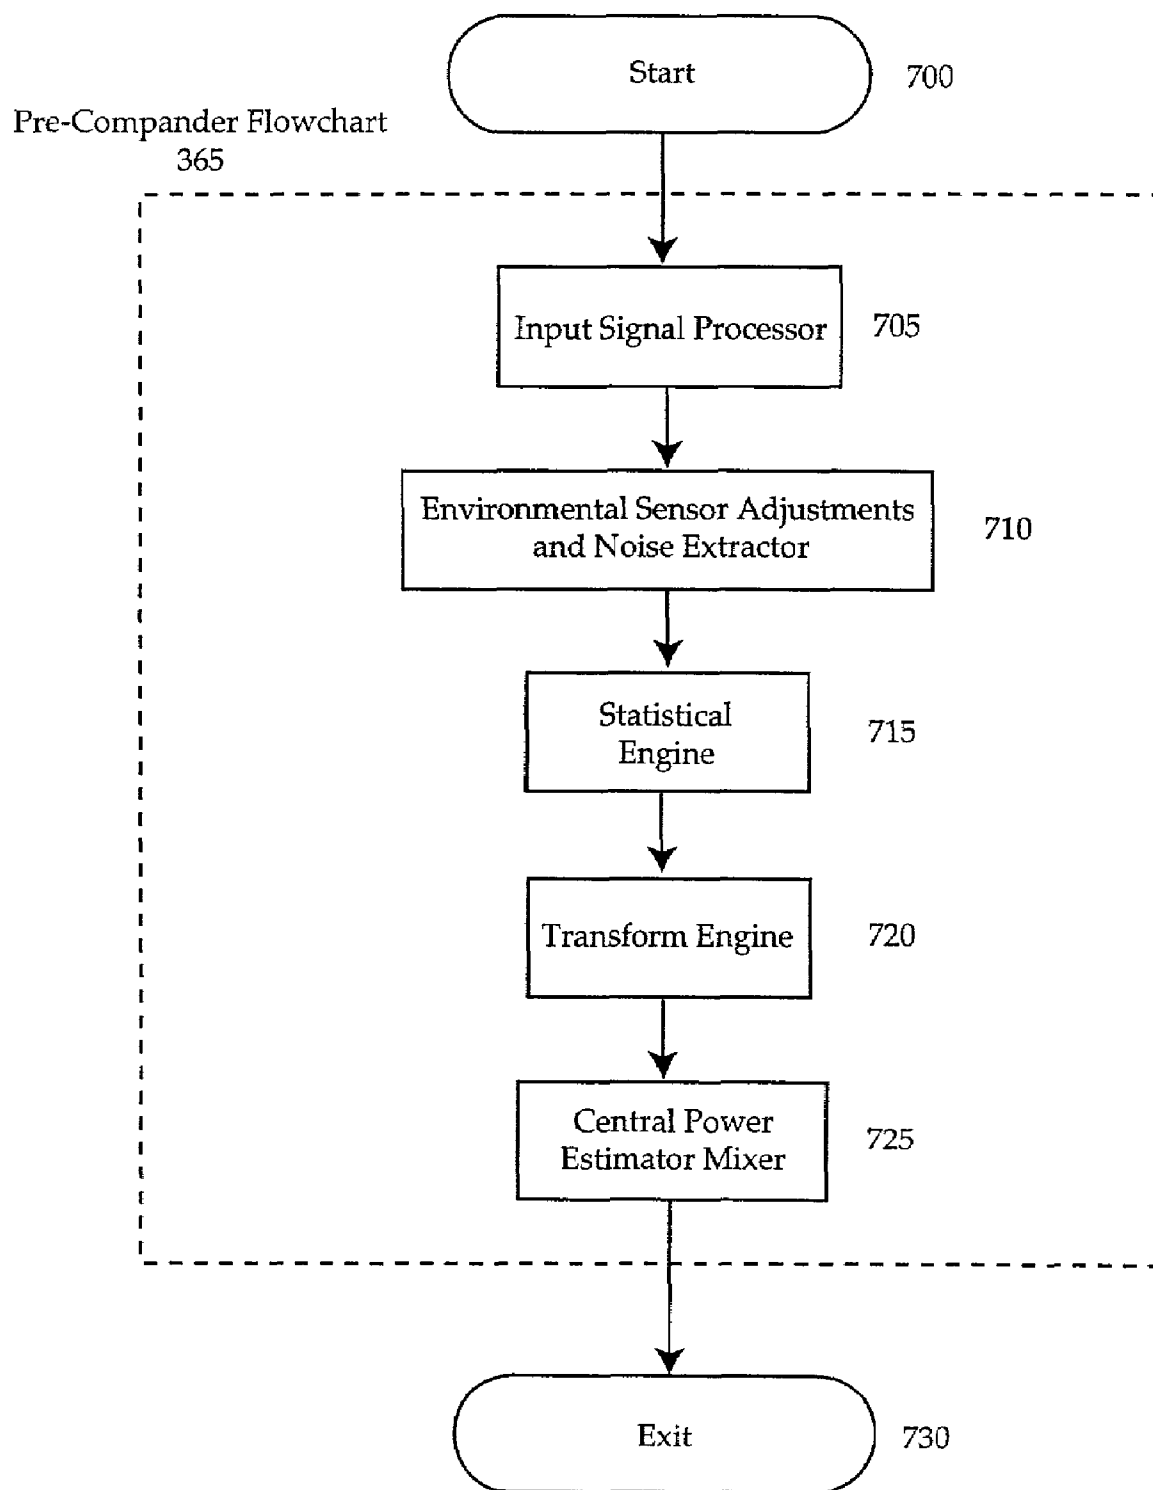 Start
700
Pre-Compander Flowchart
365
Input Signal Processor
705
Environmental Sensor Adjustments
and Noise Extractor
710
Statistical
Engine
715
Transform Engine
720
Central Power
Estimator Mixer
725
Exit
730